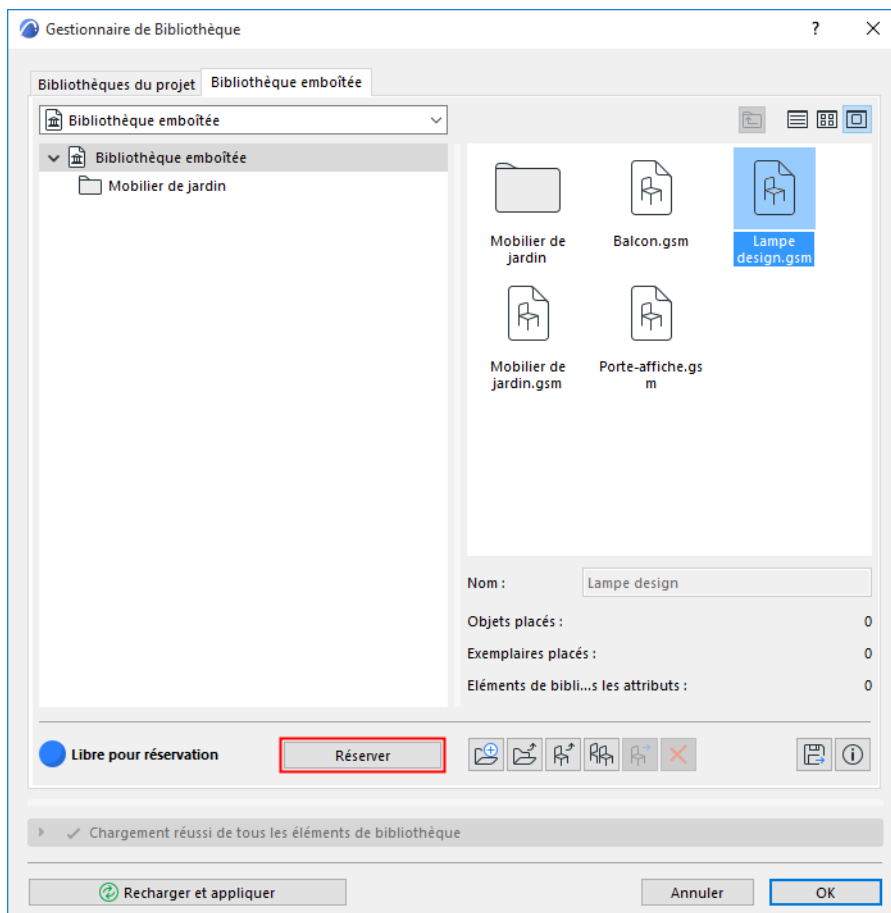 Gestionnaire de Bibliothèque
?
Bibliothèques du projet
Bibliothèque emboîtée
Bibliothèque emboîtée
Bibliothèque emboîtée
Mobilier de jardin
Mobilier de
jardin
Balcon.gsm
Lampe
design.gsm
Mobilier de
jardin.gsm
Porte-affiche.gs
m
Nom :
Lampe design
Objets placés :
0
Exemplaires placés :
0
Eléments de bibli...s les attributs :
0
Libre pour réservation
Réserver
Chargement réussi de tous les éléments de bibliothèque
Recharger et appliquer
Annuler
OK